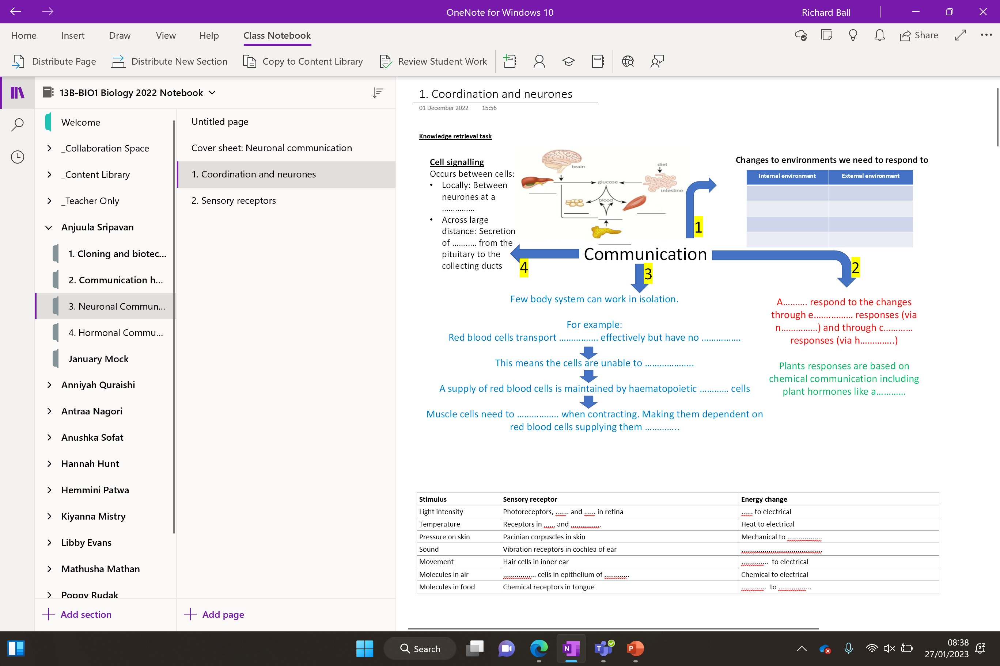 OneNote for Windows 10
Richard Ball
Home Insert Draw View Help Class Notebook
Share
Distribute Page Distribute New Section Copy to Content Library Review Student Work
13B-BIO1 Biology 2022 Notebook
Welcome
_Collaboration Space
_Content Library
_Teacher Only
Anjuula Sripavan
1. Cloning and biotec...
2. Communication h...
3. Neuronal Commun...
4. Hormonal Commu...
January Mock
Anniyah Quraishi
Antraa Nagori
Anushka Sofat
Hannah Hunt
Hemmini Patwa
Kiyanna Mistry
Libby Evans
Mathusha Mathan
Poppy Rudak
Add section
Untitled page
Cover sheet: Neuronal communication
1. Coordination and neurones
2. Sensory receptors
Add page
1. Coordination and neurones
01 December 2022 15:56
Knowledge retrieval task
Cell signalling
Occurs between cells:
• Locally: Between
neurones at a
..............
• Across large
distance: Secretion
of .......... from the
pituitary to the
collecting ducts
brain
diet
glucose
intestine
blood
Changes to environments we need to respond to
Internal environment External environment
1
Communication
4
3
2
Few body system can work in isolation.
For example:
Red blood cells transport ................ effectively but have no ................
This means the cells are unable to ....................
A supply of red blood cells is maintained by haematopoietic ............ cells
Muscle cells need to ................. when contracting. Making them dependent on
red blood cells supplying them ..............
A.......... respond to the changes
through e................ responses (via
n...............) and through c............
responses (via h..............)
Plants responses are based on
chemical communication including
plant hormones like a............
Stimulus Sensory receptor Energy change
Light intensity Photoreceptors, ....... and ...... in retina ...... to electrical
Temperature Receptors in ...... and ................ Heat to electrical
Pressure on skin Pacinian corpuscles in skin Mechanical to ..................
Sound Vibration receptors in cochlea of ear ..........................................
Movement Hair cells in inner ear .............. to electrical
Molecules in air ................. cells in epithelium of ............. Chemical to electrical
Molecules in food Chemical receptors in tongue ............. to .................
Search
08:38
27/01/2023